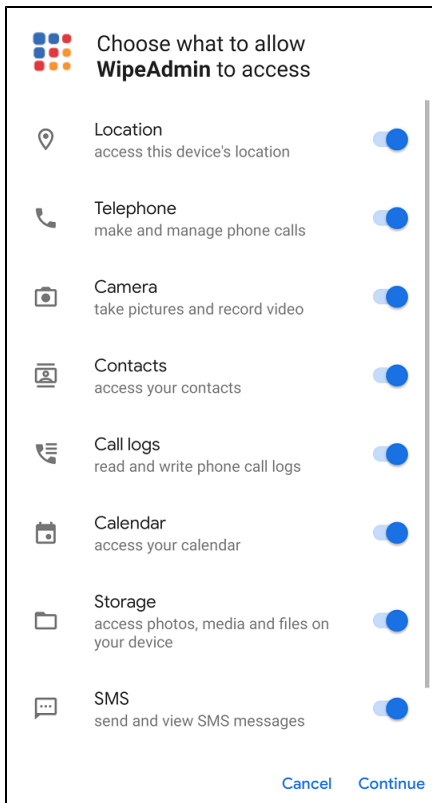 Choose what to allow
WipeAdmin to access
Location
access this device's location
Telephone
make and manage phone calls
Camera
take pictures and record video
Contacts
access your contacts
Call logs
read and write phone call logs
Calendar
access your calendar
Storage
access photos, media and files on
your device
SMS
send and view SMS messages
Cancel Continue